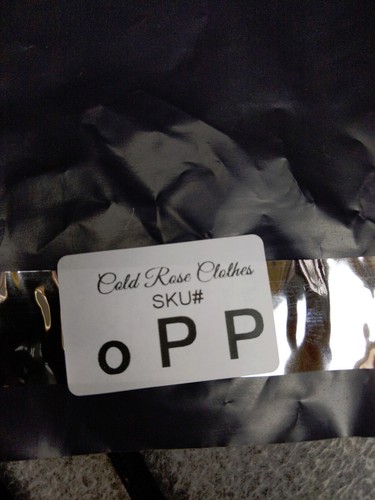 Cold Rose Clothes
SKU#
o P P